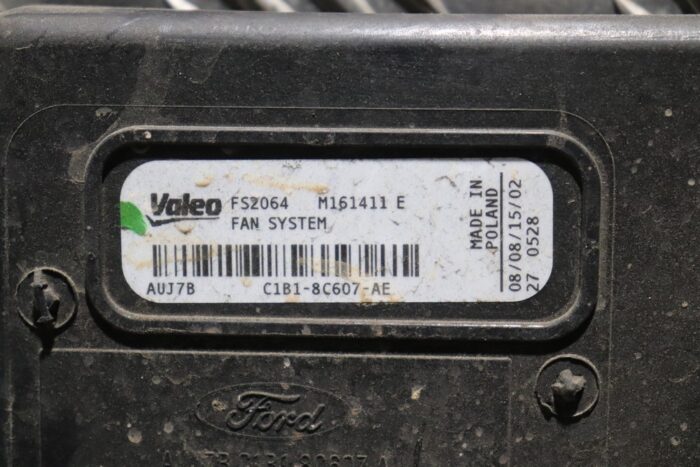 Valeo FS2064 M161411 E
FAN SYSTEM
AUJ7B C1B1-8C607-AE
MADE IN
POLAND
08/08/15/02
27 0528
Ford